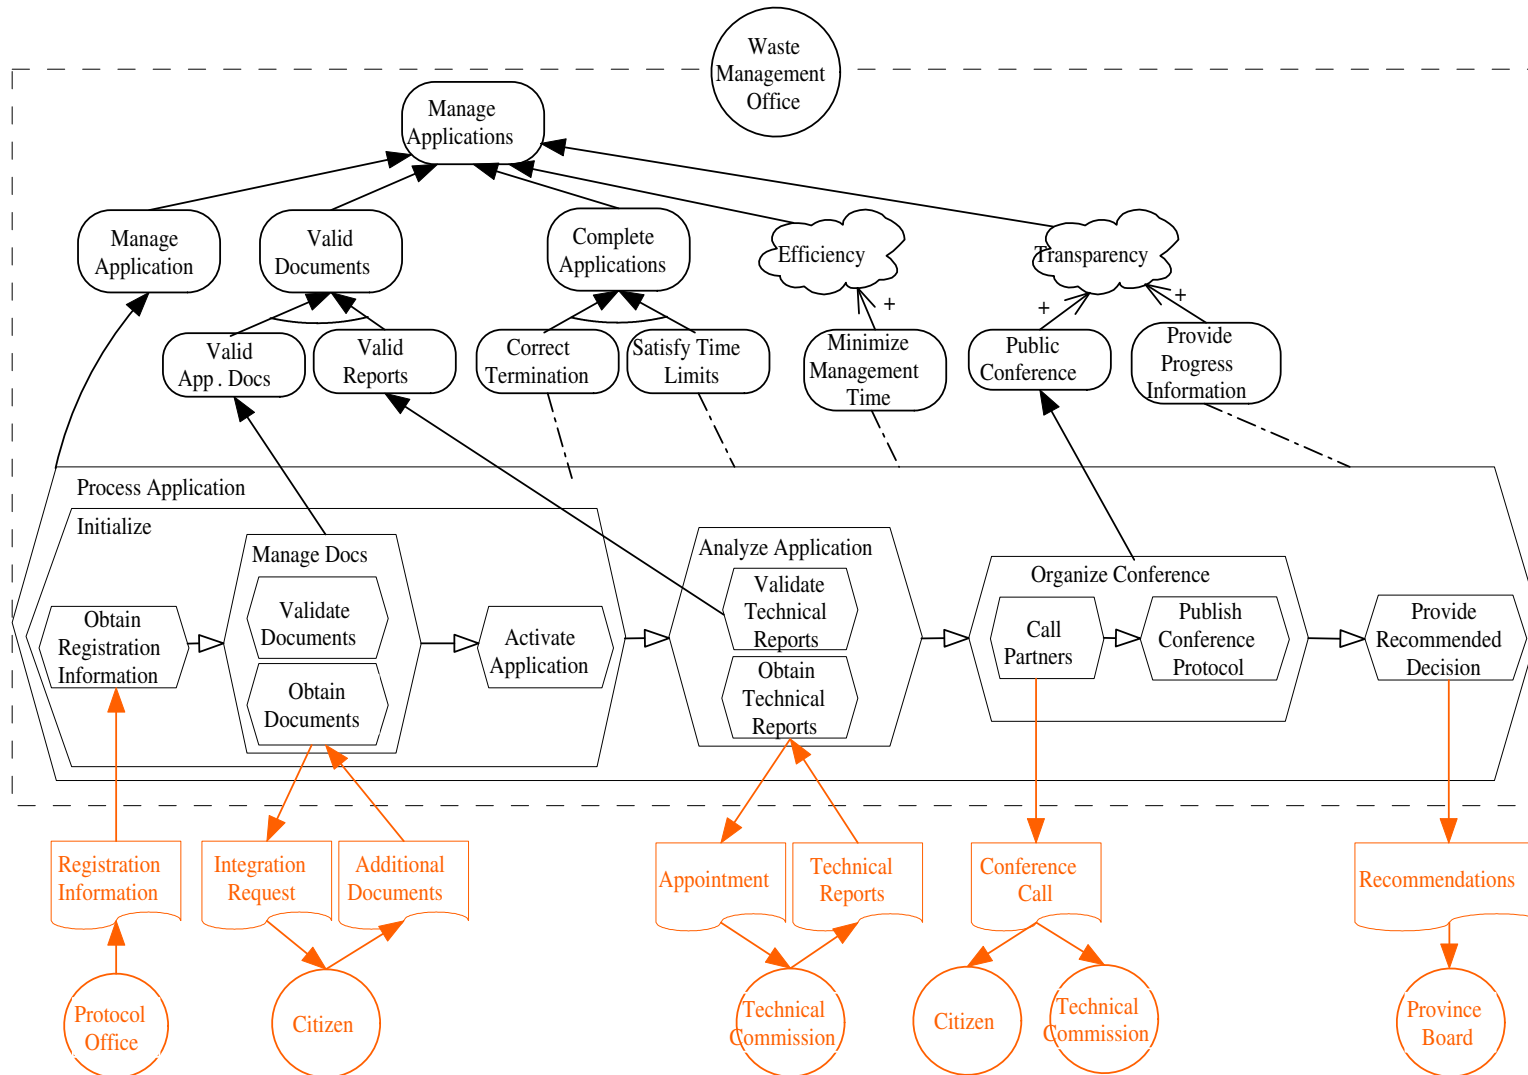 Waste
Management
Office
Manage
Applications
Manage
Application
Valid
Documents
Complete
Applications
Efficiency
Transparency
+
+
+
Valid
App . Docs
Valid
Reports
Correct
Termination
Satisfy Time
Limits
Minimize
Management
Time
Public
Conference
Provide
Progress
Information
Process Application
Initialize
Manage Docs
Analyze Application
Organize Conference
Obtain
Registration
Information
Validate
Documents
Obtain
Documents
Activate
Application
Validate
Technical
Reports
Obtain
Technical
Reports
Call
Partners
Publish
Conference
Protocol
Provide
Recommended
Decision
Registration
Information
Integration
Request
Additional
Documents
Appointment
Technical
Reports
Conference
Call
Recommendations
Protocol
Office
Citizen
Technical
Commission
Citizen
Technical
Commission
Province
Board